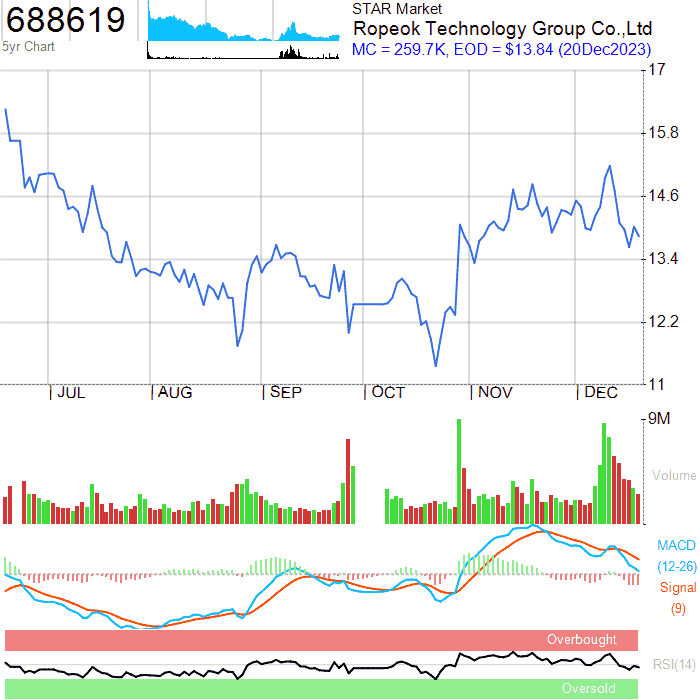 688619
5yr Chart
STAR Market
Ropeok Technology Group Co.,Ltd
MC = 259.7K, EOD = $13.84 (20Dec2023)
17
15.8
14.6
13.4
12.2
11
JUL
AUG
SEP
OCT
NOV
DEC
9M
Volume
MACD
(12-26)
Signal
(9)
Overbought
RSI(14)
Oversold